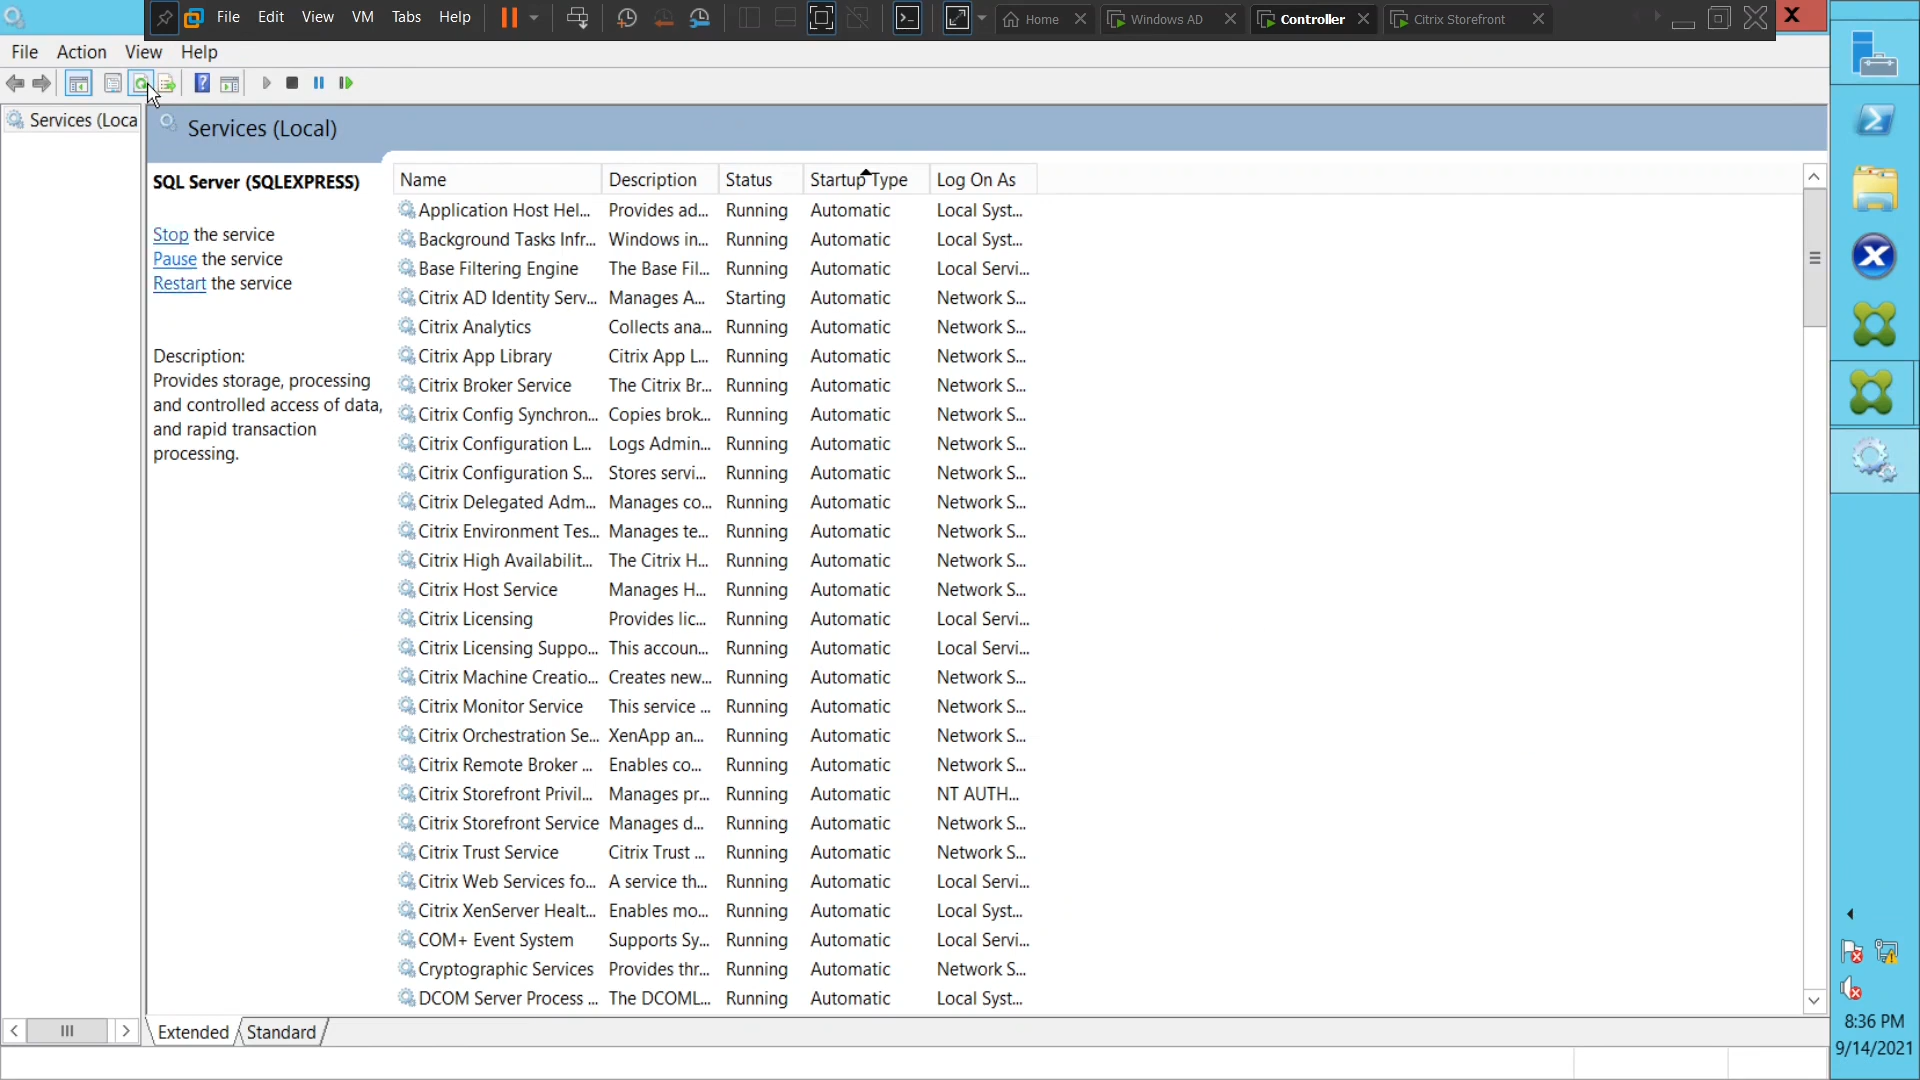 File Edit View VM Tabs Help Home Windows AD Controller Citrix Storefront
File Action View Help
Services (Loca
Services (Local)
SQL Server (SQLEXPRESS)
Stop the service
Pause the service
Restart the service
Description:
Provides storage, processing
and controlled access of data,
and rapid transaction
processing.
Name Description Status Startup Type Log On As
Application Host Hel... Provides ad... Running Automatic Local Syst...
Background Tasks Infr... Windows in... Running Automatic Local Syst...
Base Filtering Engine The Base Fil... Running Automatic Local Servi...
Citrix AD Identity Serv... Manages A... Starting Automatic Network S...
Citrix Analytics Collects ana... Running Automatic Network S...
Citrix App Library Citrix App L... Running Automatic Network S...
Citrix Broker Service The Citrix Br... Running Automatic Network S...
Citrix Config Synchron... Copies brok... Running Automatic Network S...
Citrix Configuration L... Logs Admin... Running Automatic Network S...
Citrix Configuration S... Stores servi... Running Automatic Network S...
Citrix Delegated Adm... Manages co... Running Automatic Network S...
Citrix Environment Tes... Manages te... Running Automatic Network S...
Citrix High Availabilit... The Citrix H... Running Automatic Network S...
Citrix Host Service Manages H... Running Automatic Network S...
Citrix Licensing Provides lic... Running Automatic Local Servi...
Citrix Licensing Suppo... This accoun... Running Automatic Local Servi...
Citrix Machine Creatio... Creates new... Running Automatic Network S...
Citrix Monitor Service This service ... Running Automatic Network S...
Citrix Orchestration Se... XenApp an... Running Automatic Network S...
Citrix Remote Broker ... Enables co... Running Automatic Network S...
Citrix Storefront Privil... Manages pr... Running Automatic NT AUTH...
Citrix Storefront Service Manages d... Running Automatic Network S...
Citrix Trust Service Citrix Trust ... Running Automatic Network S...
Citrix Web Services fo... A service th... Running Automatic Local Servi...
Citrix XenServer Healt... Enables mo... Running Automatic Local Syst...
COM+ Event System Supports Sy... Running Automatic Local Servi...
Cryptographic Services Provides thr... Running Automatic Network S...
DCOM Server Process ... The DCOML... Running Automatic Local Syst...
Extended Standard
8:36 PM
9/14/2021